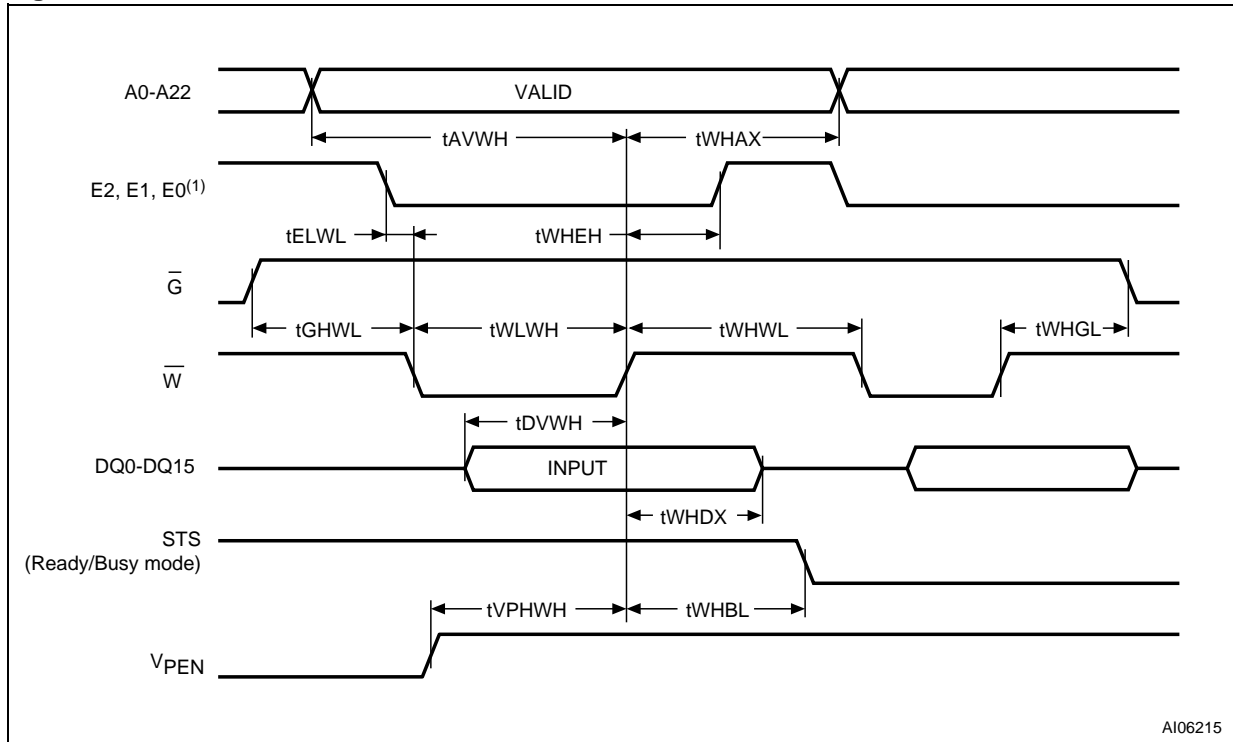 A0-A22
VALID
tAVWH
tWHAX
E2, E1, E0(1)
tELWL
tWHEH
G
tGHWL
tWLWH
tWHWL
tWHGL
W
tDVWH
DQ0-DQ15
INPUT
tWHDX
STS
(Ready/Busy mode)
tVPHWH
tWHBL
VPEN
AI06215